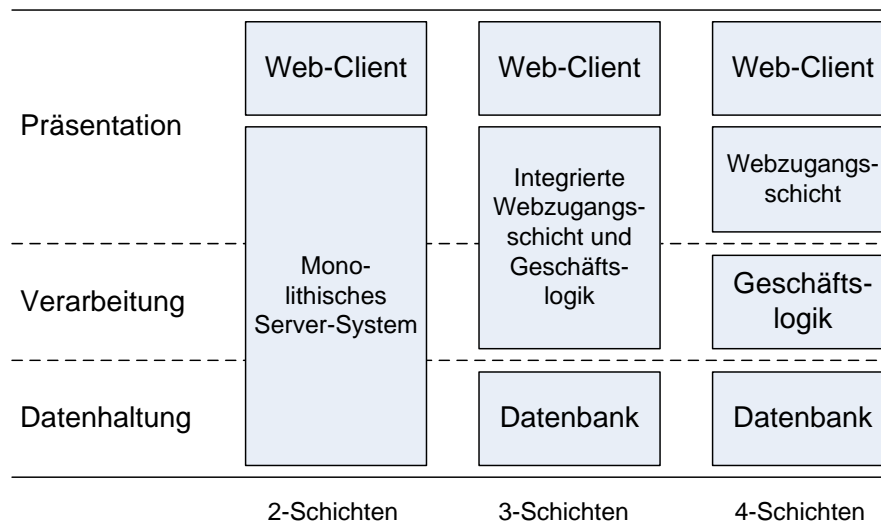 Web-Client
Web-Client
Web-Client
Präsentation
Webzugangs-
schicht
Integrierte
Webzugangs-
schicht und
Geschäfts-
logik
Mono-
lithisches
Server-System
Verarbeitung
Geschäfts-
logik
Datenhaltung
Datenbank
Datenbank
2-Schichten
3-Schichten
4-Schichten